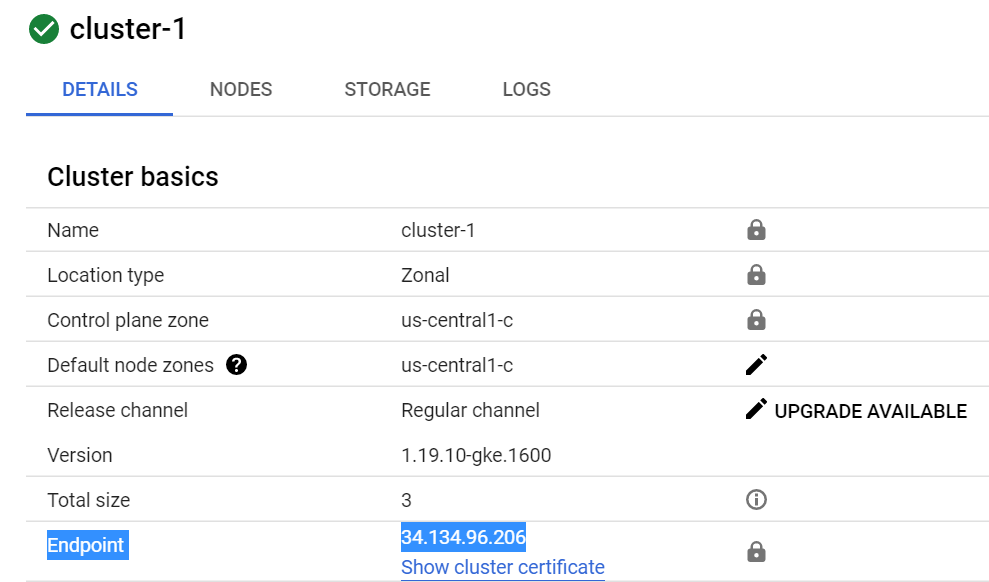 cluster-1
DETAILS NODES STORAGE LOGS
Cluster basics
Name cluster-1
Location type Zonal
Control plane zone us-central1-c
Default node zones ? us-central1-c
Release channel Regular channel UPGRADE AVAILABLE
Version 1.19.10-gke.1600
Total size 3
Endpoint 34.134.96.206
Show cluster certificate